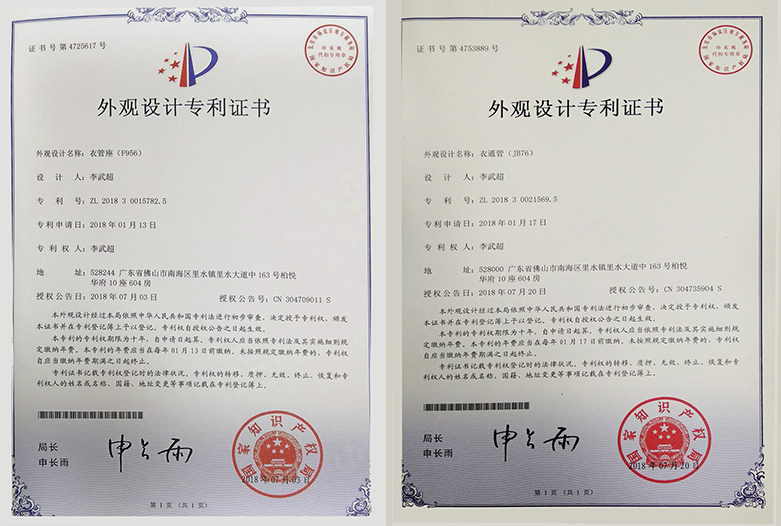 证书号第4725617号
外观设计专利证书
外观设计名称：衣管座（F956）
设 计 人：李武超
专 利 号：ZL 2018 3 0015782.5
专利申请日：2018年01月13日
专 利 权 人：李武超
地 址：528244 广东省佛山市南海区里水镇里水大道中163号柏悦
华府10座604房
授权公告日：2018年07月03日 授权公告号：CN 304709011 S
本外观设计经过本局依照中华人民共和国专利法进行初步审查，决定授予专利权，颁发
本证书并在专利登记簿上予以登记。专利权自授权公告之日起生效。
本专利的专利权期限为十年，自申请日起算。专利权人应当依照专利法及其实施细则规
定缴纳年费。本专利的年费应当在每年01月13日前缴纳。未按照规定缴纳年费的，专利权
自应当缴纳年费期满之日起终止。
专利证书记载专利权登记时的法律状况。专利权的转移、质押、无效、终止、恢复和专
利权人的姓名或名称、国籍、地址变更等事项记载在专利登记簿上。
局长
申长雨
国家知识产权局
2018年07月03日
第1页（共1页）
证书号第4753889号
外观设计专利证书
外观设计名称：衣通管（JB76）
设 计 人：李武超
专 利 号：ZL 2018 3 0021569.5
专利申请日：2018年01月17日
专 利 权 人：李武超
地 址：528000 广东省佛山市南海区里水镇里水大道中163号柏悦
华府10座604房
授权公告日：2018年07月20日 授权公告号：CN 304735904 S
本外观设计经过本局依照中华人民共和国专利法进行初步审查，决定授予专利权，颁发
本证书并在专利登记簿上予以登记。专利权自授权公告之日起生效。
本专利的专利权期限为十年，自申请日起算。专利权人应当依照专利法及其实施细则规
定缴纳年费。本专利的年费应当在每年01月17日前缴纳。未按照规定缴纳年费的，专利权
自应当缴纳年费期满之日起终止。
专利证书记载专利权登记时的法律状况。专利权的转移、质押、无效、终止、恢复和专
利权人的姓名或名称、国籍、地址变更等事项记载在专利登记簿上。
局长
申长雨
国家知识产权局
2018年07月20日
第1页（共1页）